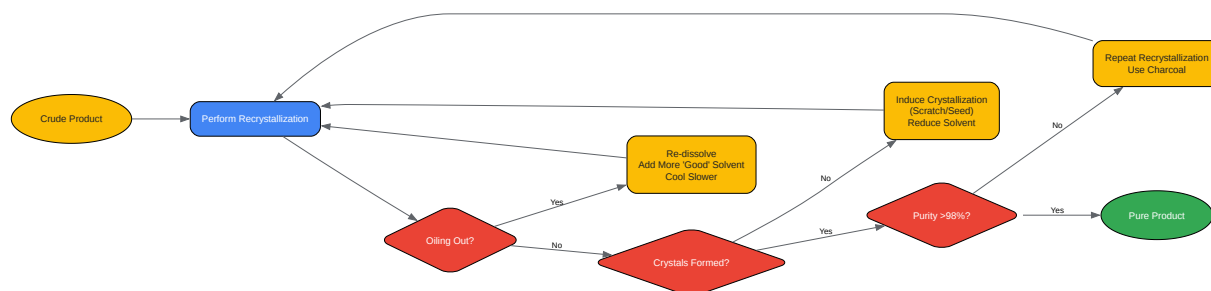 Repeat Recrystallization
Use Charcoal
Induce Crystallization
(Scratch/Seed)
Reduce Solvent
Crude Product
Perform Recrystallization
No
Re-dissolve
Add More 'Good' Solvent
Cool Slower
No
Yes
Oiling Out?
No
Crystals Formed?
Yes
Purity >98%?
Yes
Pure Product